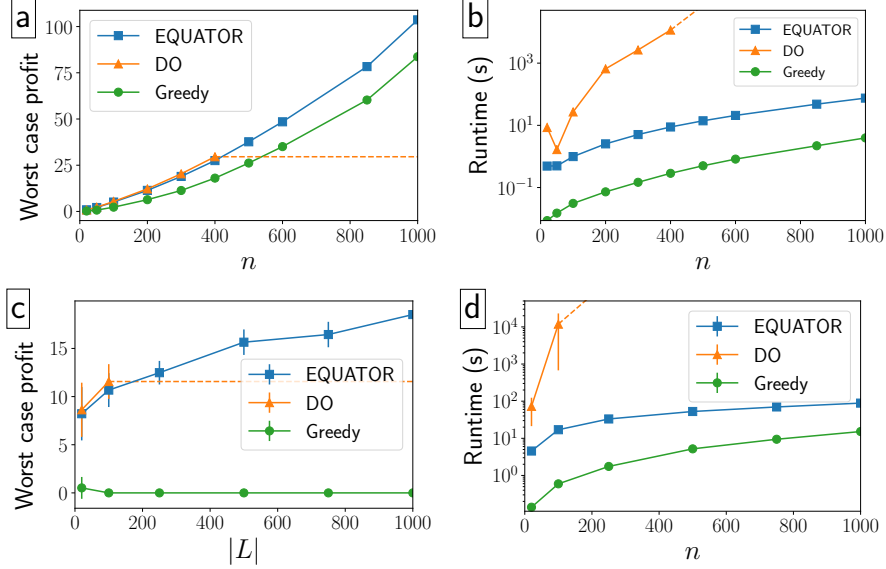 a
Worst case profit
100
75
50
25
0
EQUATOR
DO
Greedy
0 200 400 600 800 1000
n
b
Runtime (s)
10^3
10^1
10^−1
EQUATOR
DO
Greedy
0 200 400 600 800 1000
n
c
Worst case profit
15
10
5
0
EQUATOR
DO
Greedy
0 200 400 600 800 1000
|L|
d
Runtime (s)
10^4
10^3
10^2
10^1
10^0
EQUATOR
DO
Greedy
0 200 400 600 800 1000
n